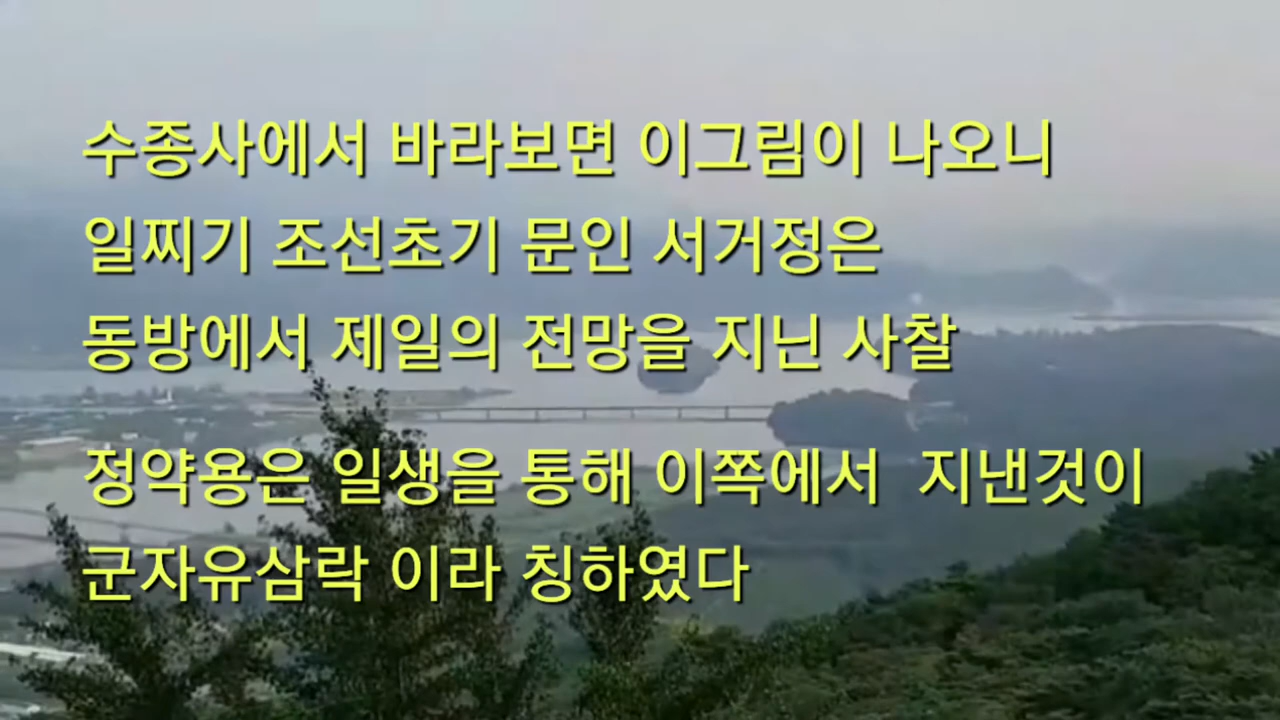 수종사에서 바라보면 이그림이 나오니
일찌기 조선초기 문인 서거정은
동방에서 제일의 전망을 지닌 사찰
정약용은 일생을 통해 이쪽에서 지낸것이
군자유삼락 이라 칭하였다